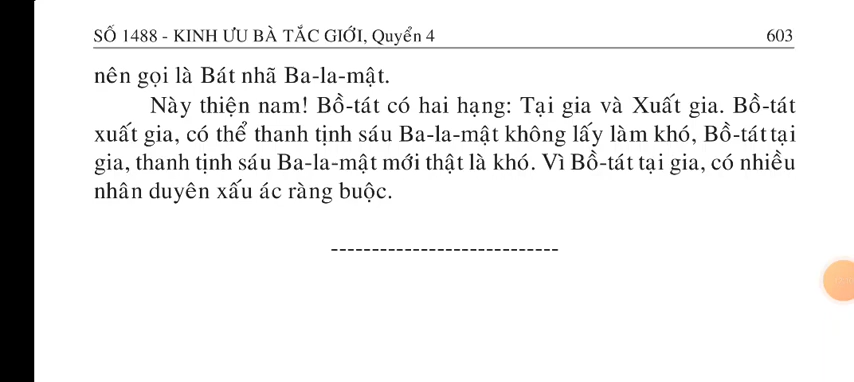 SỐ 1488 - KINH ƯU BÀ TẮC GIỚI, Quyển 4 603
nên gọi là Bát nhã Ba-la-mật.
Này thiện nam! Bồ-tát có hai hạng: Tại gia và Xuất gia. Bồ-tát
xuất gia, có thể thanh tịnh sáu Ba-la-mật không lấy làm khó, Bồ-tát tại
gia, thanh tịnh sáu Ba-la-mật mới thật là khó. Vì Bồ-tát tại gia, có nhiều
nhân duyên xấu ác ràng buộc.
----------------------------